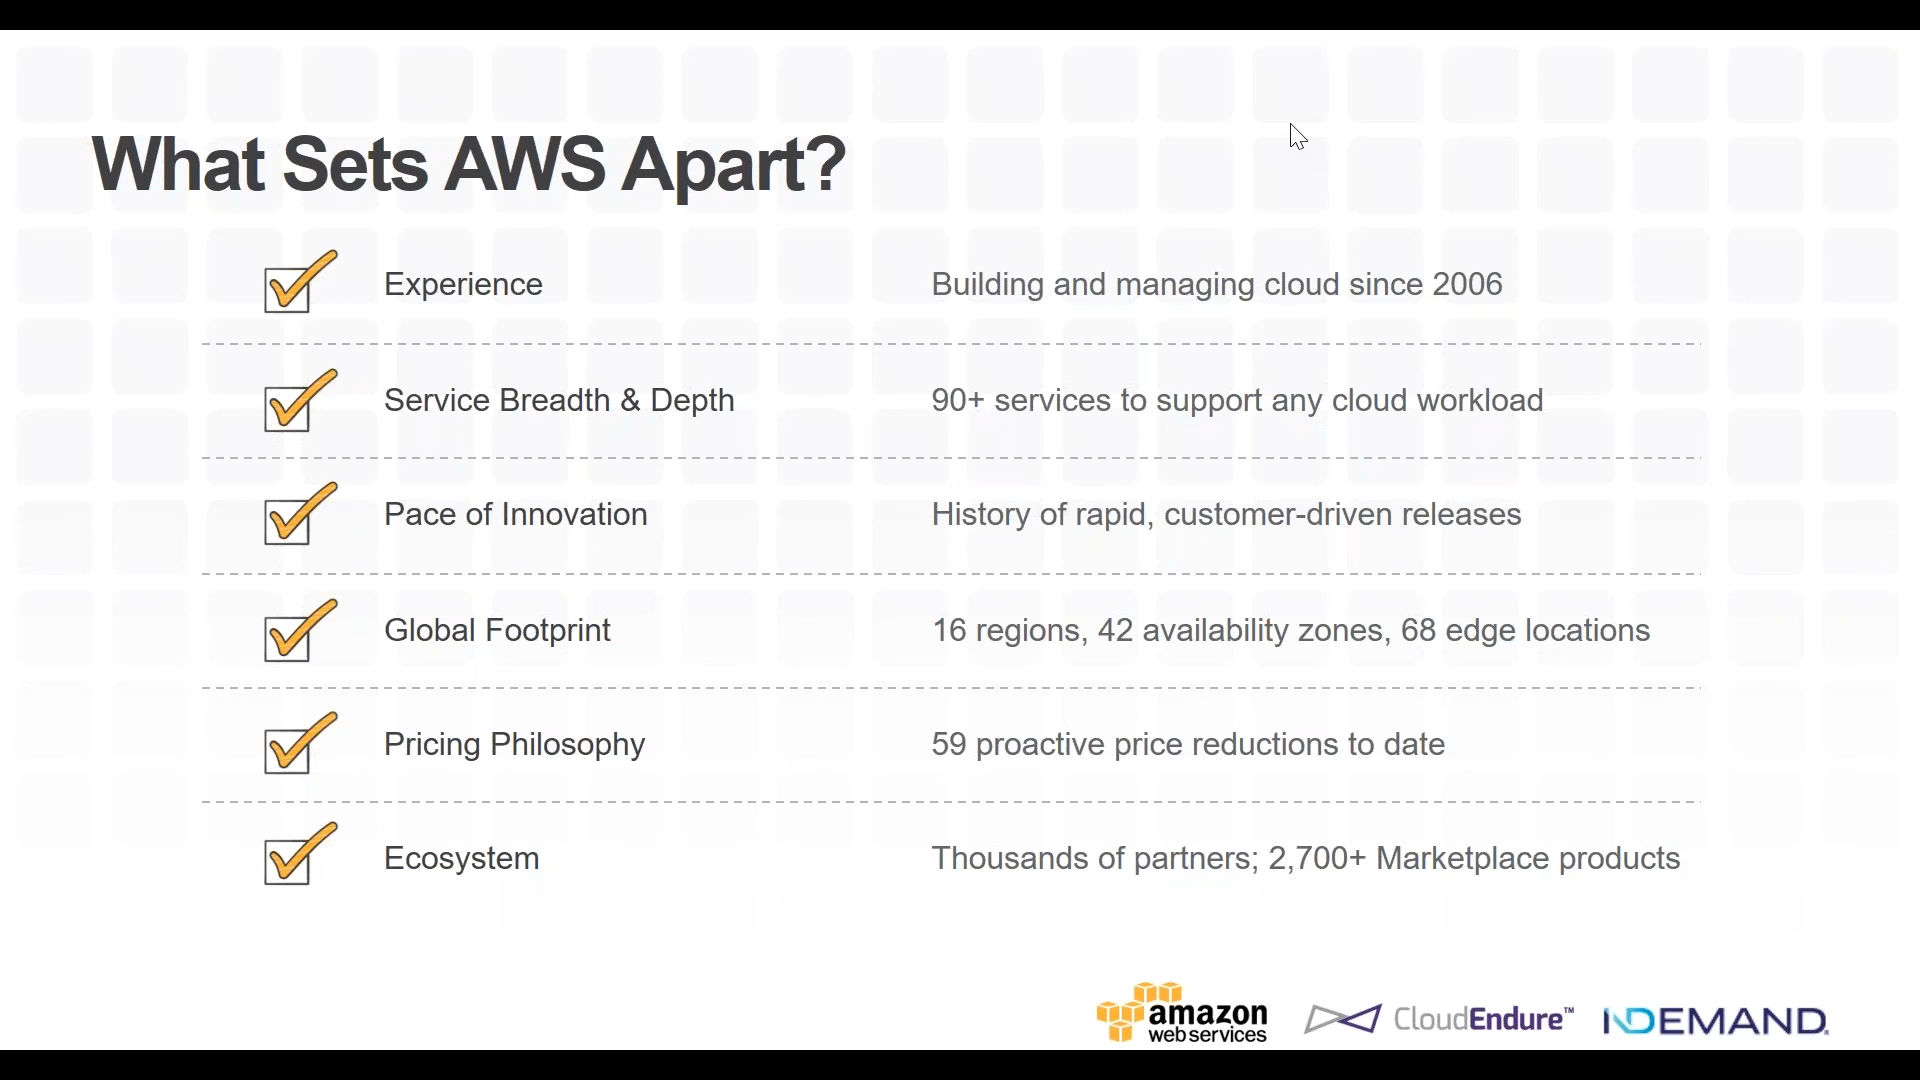 What Sets AWS Apart?
Experience
Building and managing cloud since 2006
Service Breadth & Depth
90+ services to support any cloud workload
Pace of Innovation
History of rapid, customer-driven releases
Global Footprint
16 regions, 42 availability zones, 68 edge locations
Pricing Philosophy
59 proactive price reductions to date
Ecosystem
Thousands of partners; 2,700+ Marketplace products
amazon
web services
CloudEndure™
INDEMAND®